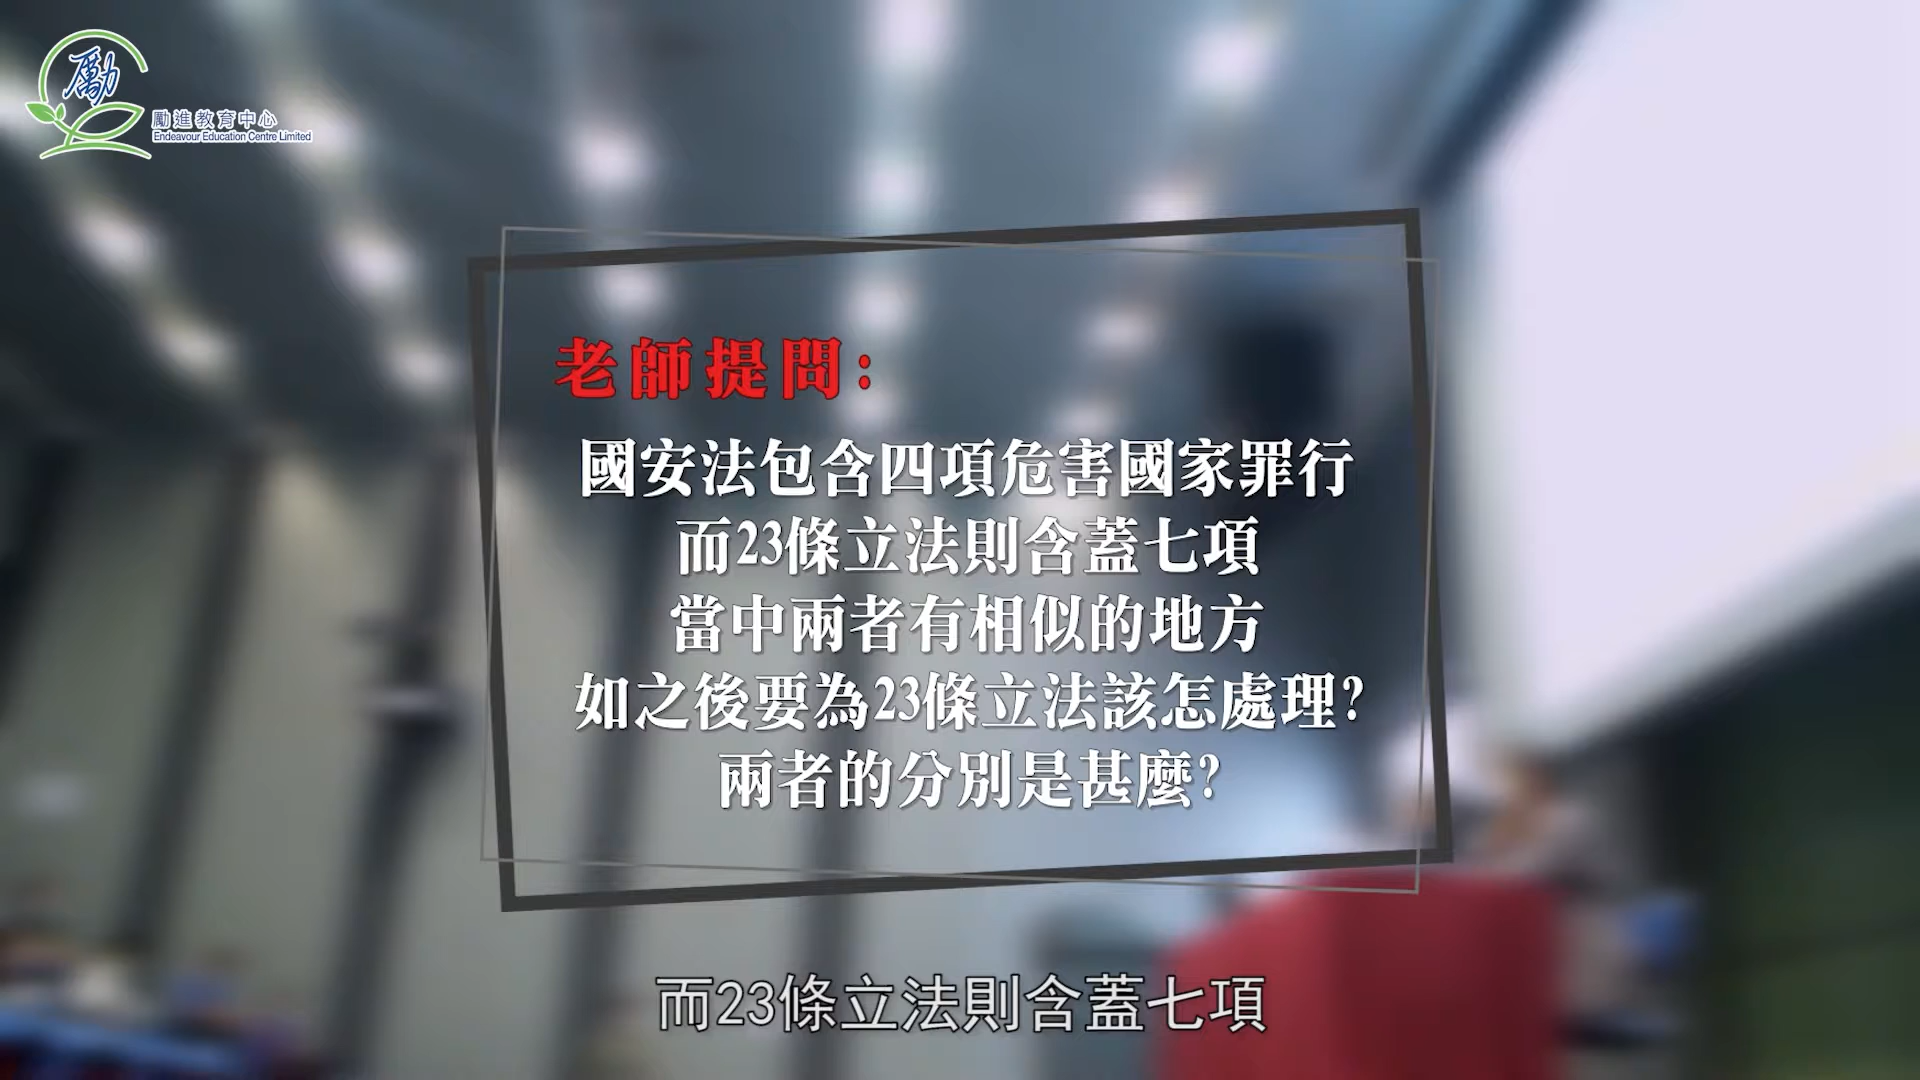 勵
勵進教育中心
Endeavour Education Centre Limited
老師提問：
國安法包含四項危害國家罪行
而23條立法則含蓋七項
當中兩者有相似的地方
如之後要為23條立法該怎處理？
兩者的分別是甚麼？
而23條立法則含蓋七項